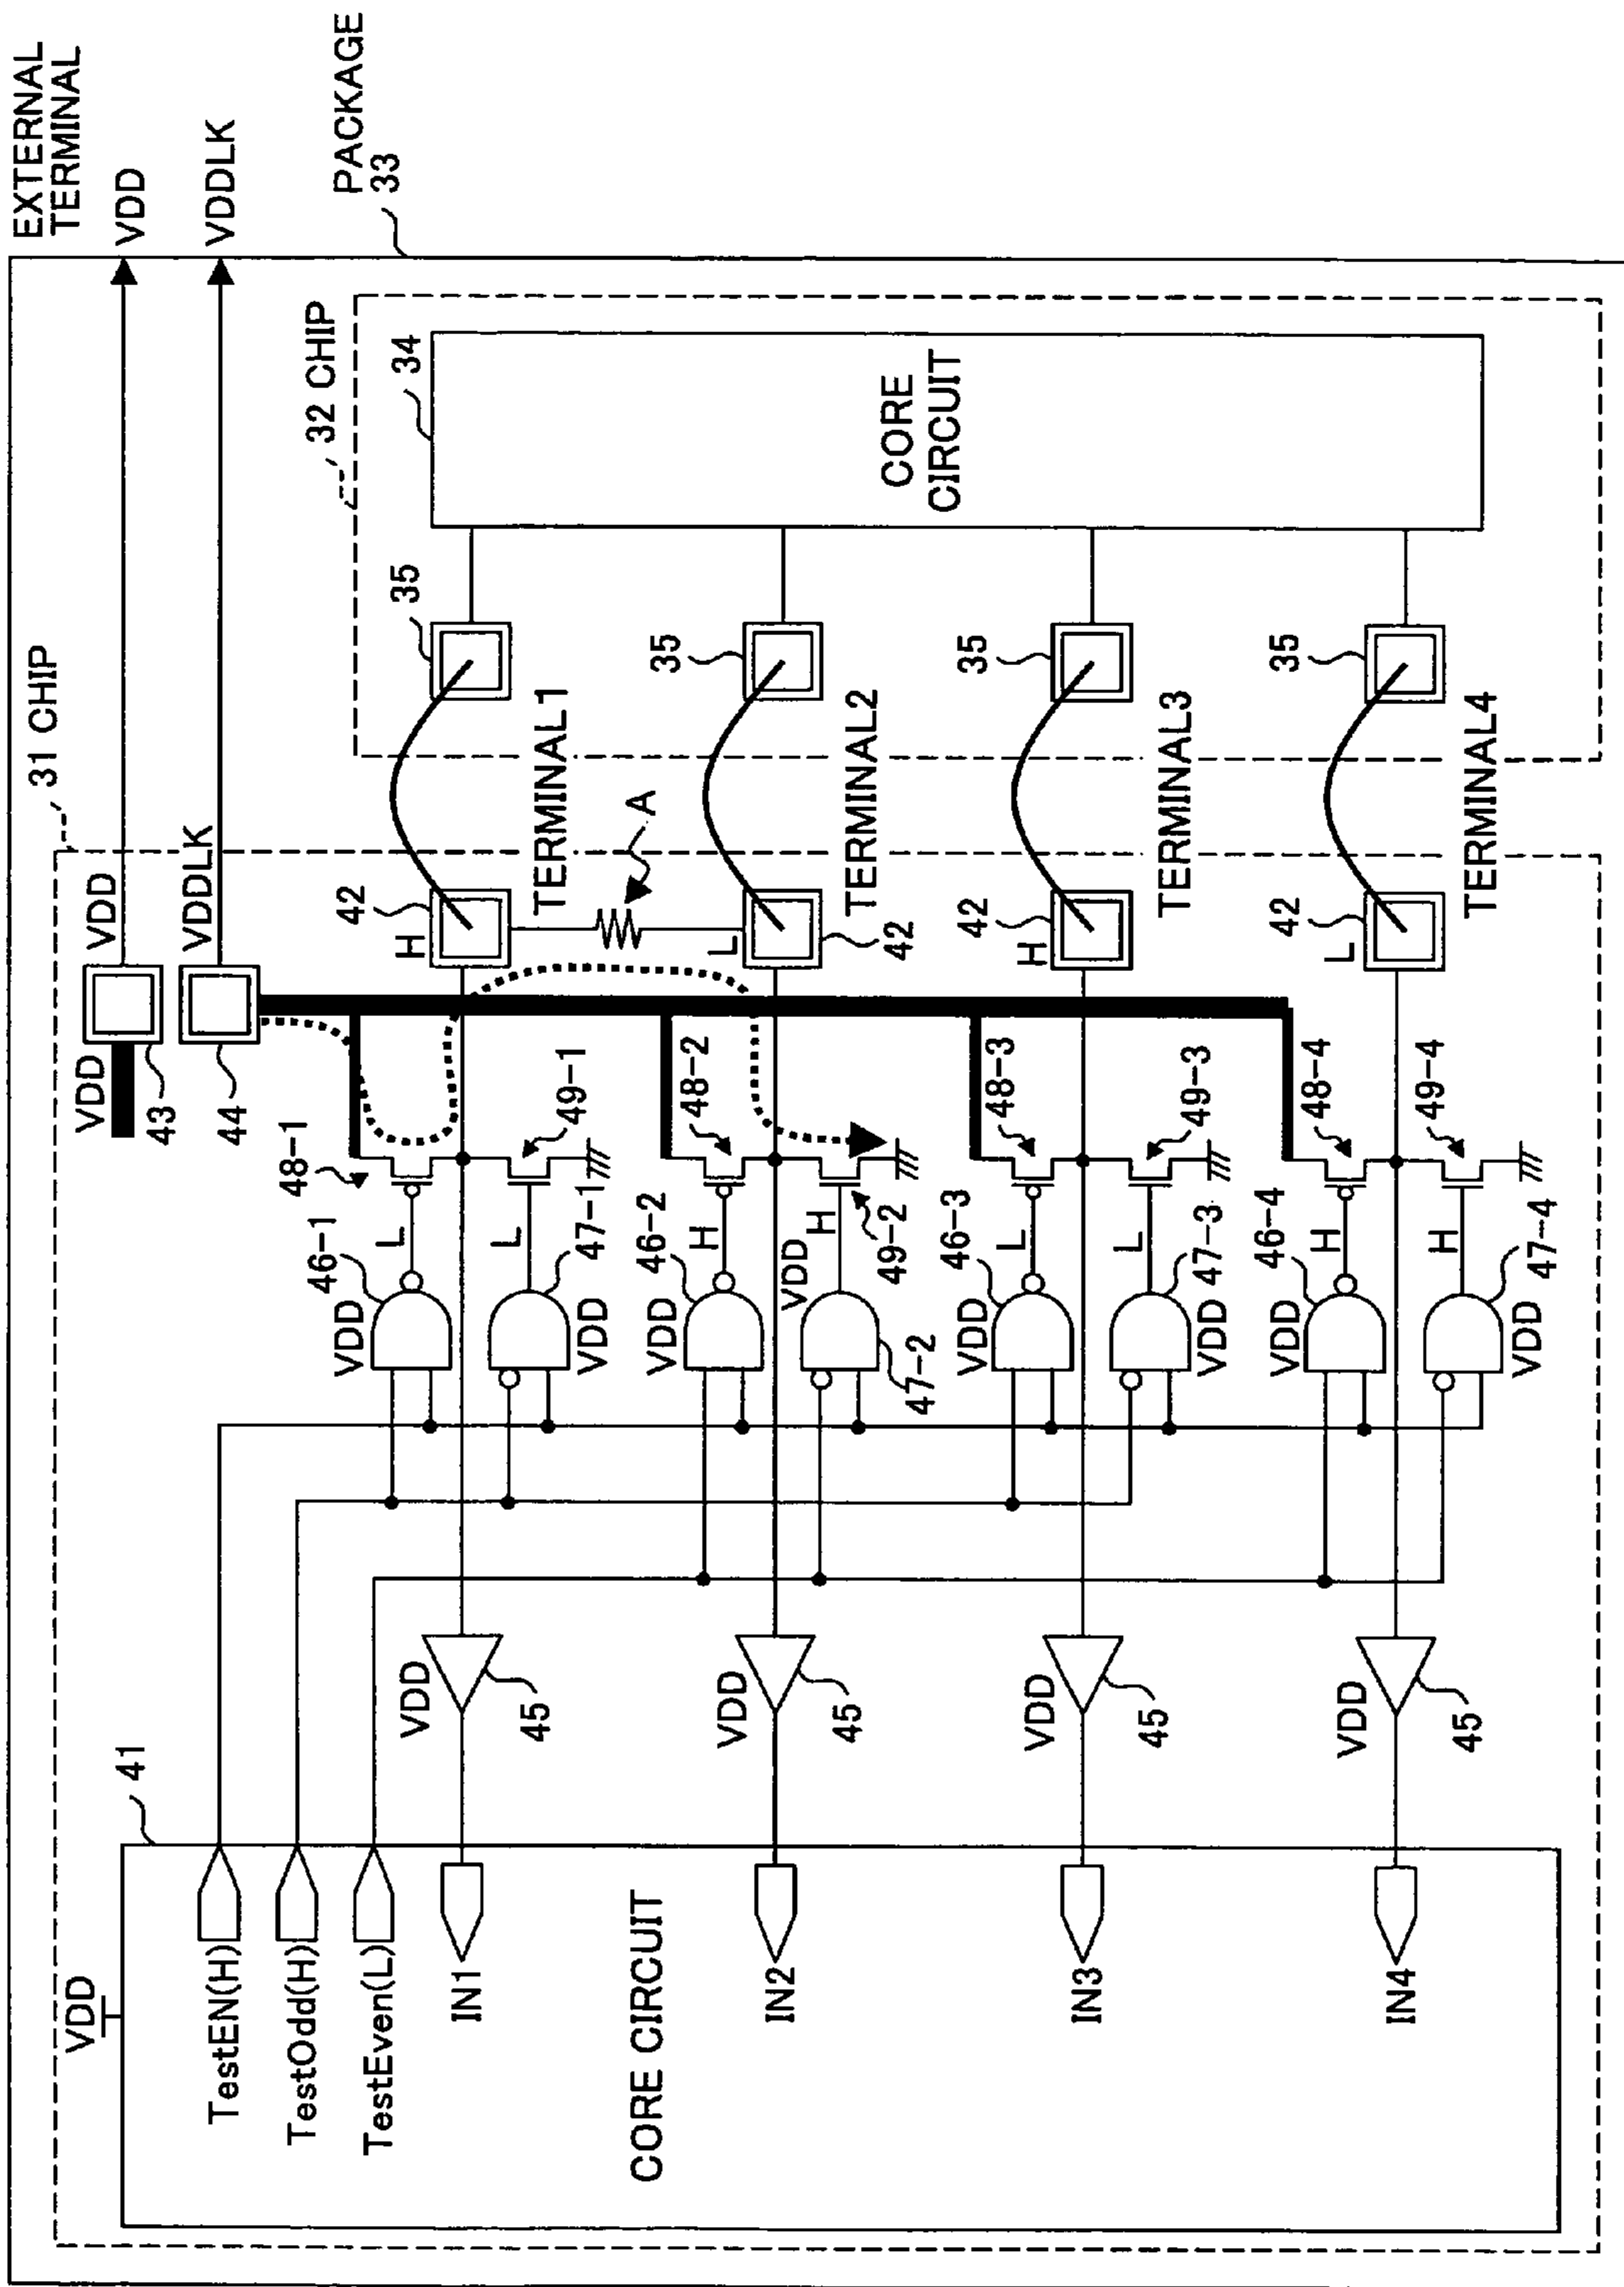 EXTERNAL
TERMINAL
VDD
VDDLK
PACKAGE
33
31 CHIP
32 CHIP
VDD
VDD
43
VDDLK
44
34
CORE
CIRCUIT
35
35
35
35
42
H
TERMINAL1
A
42
L
TERMINAL2
42
H
TERMINAL3
42
L
TERMINAL4
48-1
49-1
48-2
49-2
48-3
49-3
48-4
49-4
46-1
VDD
L
47-1
VDD
L
46-2
VDD
H
47-2
VDD
H
46-3
VDD
L
47-3
VDD
L
46-4
VDD
H
47-4
VDD
H
VDD
45
VDD
45
VDD
45
VDD
45
41
VDD
TestEN(H)
TestOdd(H)
TestEven(L)
IN1
CORE CIRCUIT
IN2
IN3
IN4